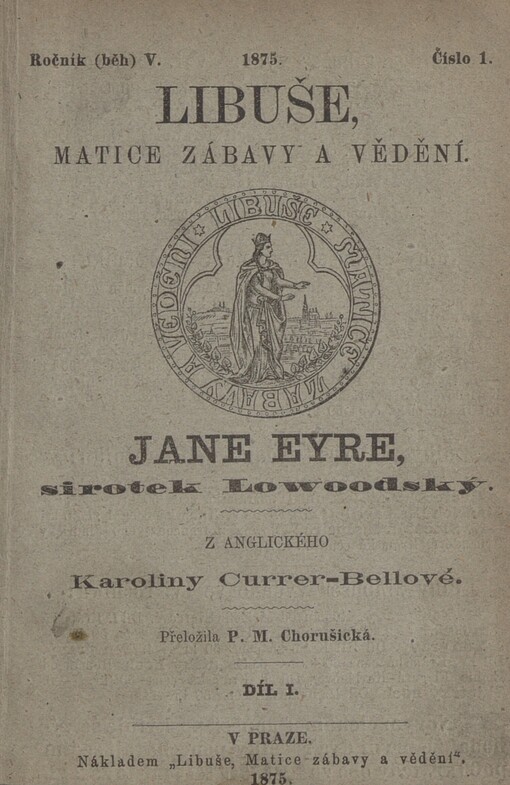 Ročník (běh) V. 1875. Číslo 1.
LIBUŠE,
MATICE ZÁBAVY A VĚDĚNÍ.
LIBUŠE ☆ MATICE ZÁBAVY A VĚDĚNÍ ☆
JANE EYRE,
sirotek Lowoodský.
Z ANGLICKÉHO
Karoliny Currer-Bellové.
Přeložila P. M. Chorušická.
DÍL I.
V PRAZE.
Nákladem „Libuše, Matice zábavy a vědění“.
1875.